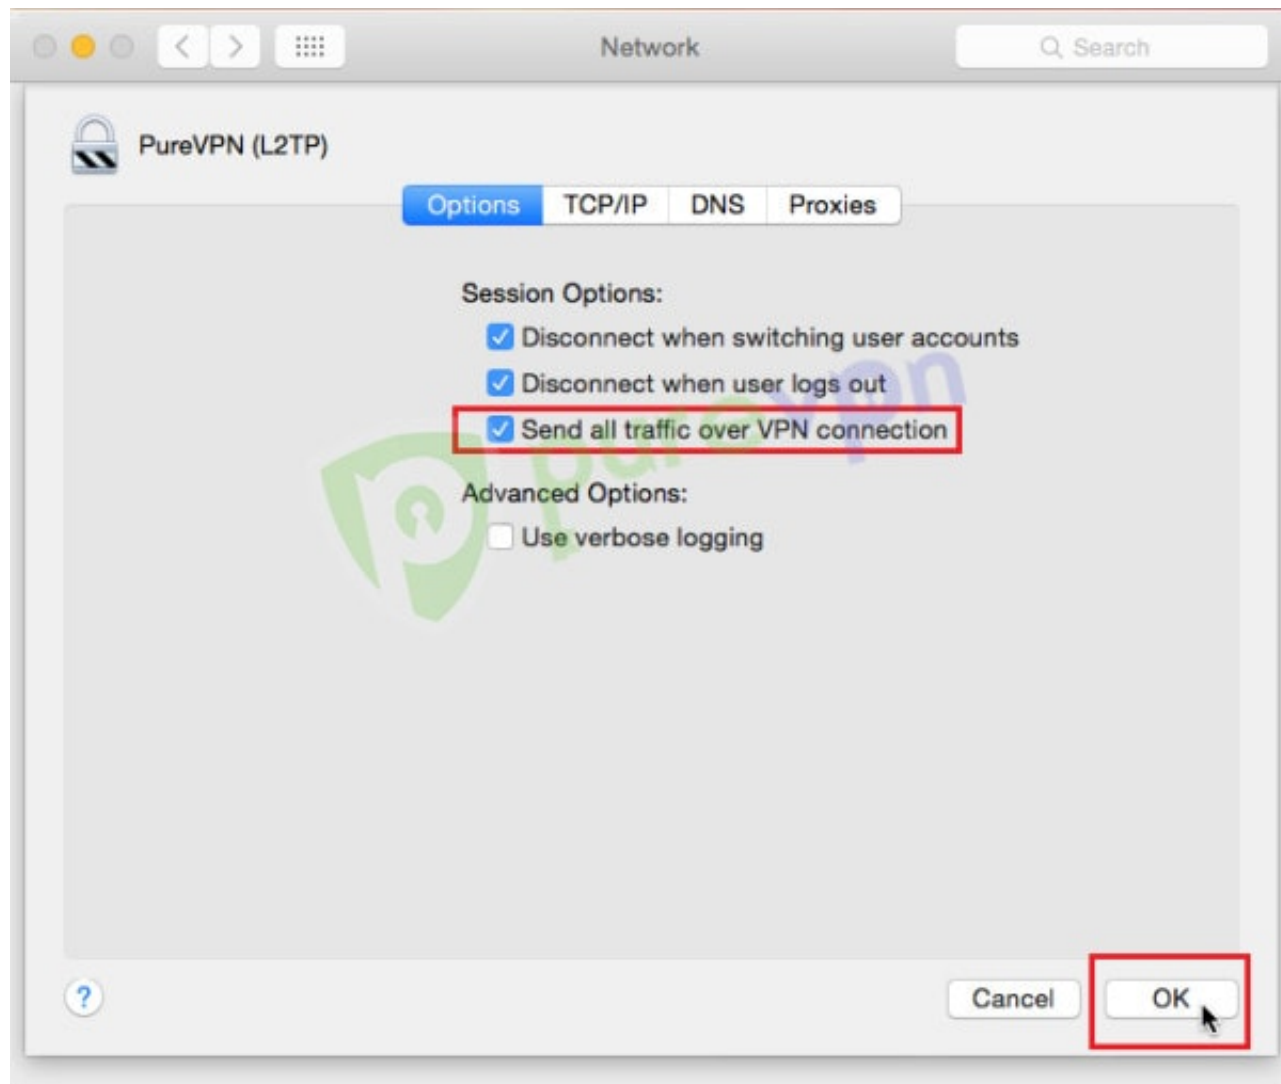 Network
Search
PureVPN (L2TP)
Options TCP/IP DNS Proxies
Session Options:
Disconnect when switching user accounts
Disconnect when user logs out
Send all traffic over VPN connection
purevpn
Advanced Options:
Use verbose logging
?
Cancel OK